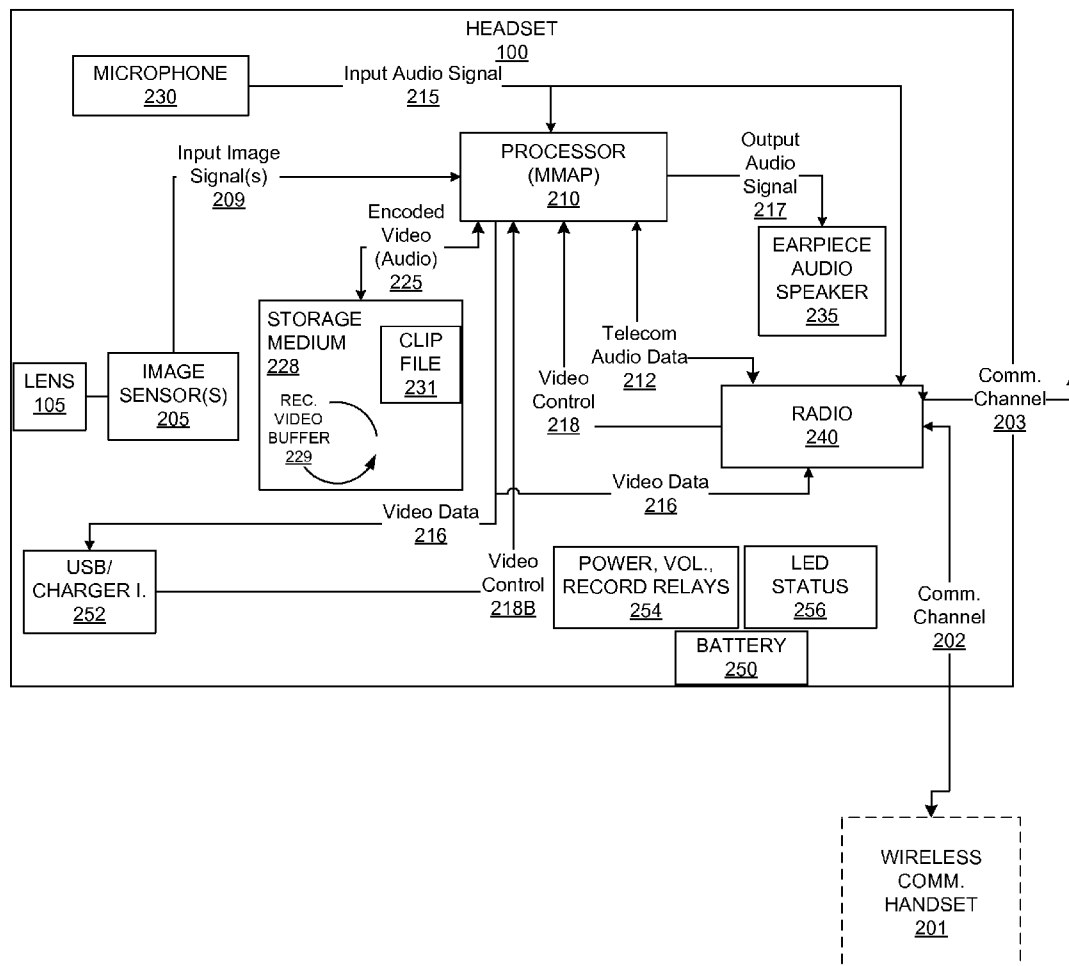 HEADSET
100
MICROPHONE
230
Input Audio Signal
215
Input Image
Signal(s)
209
PROCESSOR
(MMAP)
210
Output
Audio
Signal
217
Encoded
Video
(Audio)
225
EARPIECE
AUDIO
SPEAKER
235
STORAGE
MEDIUM
228
CLIP
FILE
231
REC.
VIDEO
BUFFER
229
LENS
105
IMAGE
SENSOR(S)
205
Telecom
Audio Data
212
Video
Control
218
RADIO
240
Comm.
Channel
203
Video Data
216
Video Data
216
USB/
CHARGER I.
252
Video
Control
218B
POWER, VOL.,
RECORD RELAYS
254
LED
STATUS
256
BATTERY
250
Comm.
Channel
202
WIRELESS
COMM.
HANDSET
201